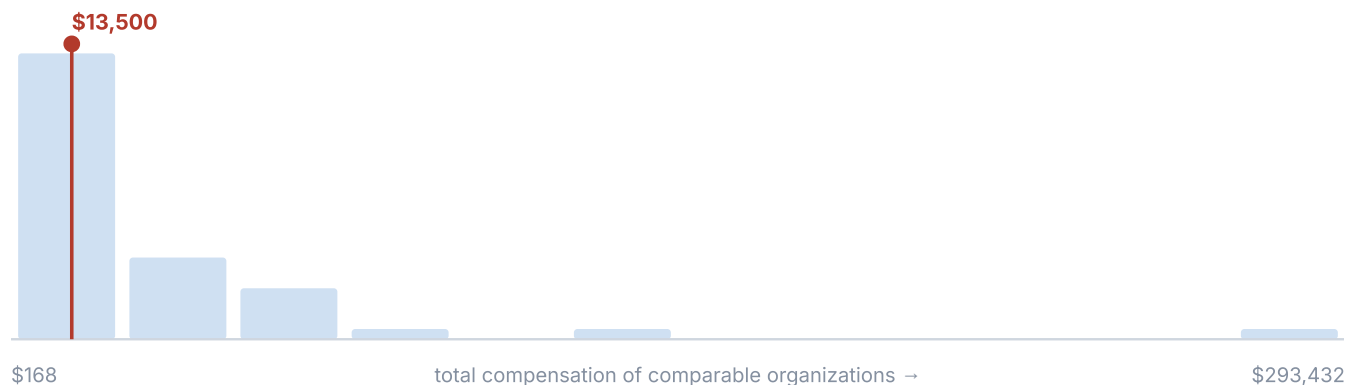 $13,500
$168
total compensation of comparable organizations →
$293,432